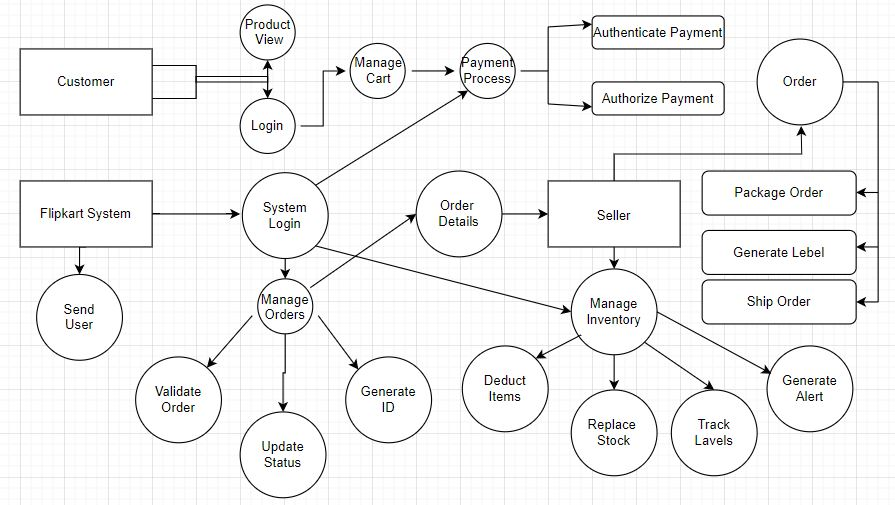 Product
View
Customer
Manage
Cart
Payment
Process
Authenticate Payment
Authorize Payment
Order
Login
Flipkart System
System
Login
Order
Details
Seller
Package Order
Generate Lebel
Ship Order
Send
User
Manage
Orders
Manage
Inventory
Validate
Order
Update
Status
Generate
ID
Deduct
Items
Replace
Stock
Track
Lavels
Generate
Alert